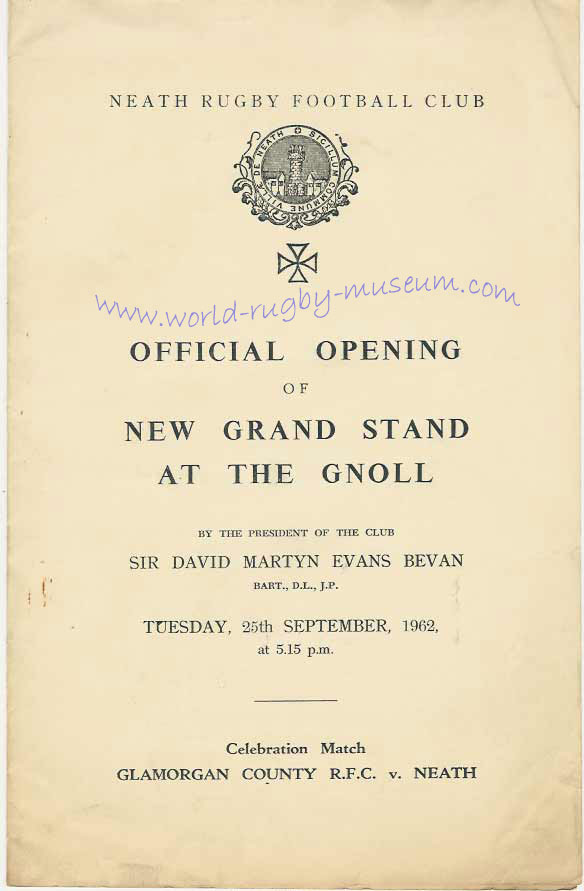 NEATH RUGBY FOOTBALL CLUB
SIGILLUM COMMUNE VILLE DE NEATH
www.world-rugby-museum.com
OFFICIAL OPENING
OF
NEW GRAND STAND
AT THE GNOLL
BY THE PRESIDENT OF THE CLUB
SIR DAVID MARTYN EVANS BEVAN
BART., D.L., J.P.
TUESDAY, 25th SEPTEMBER, 1962,
at 5.15 p.m.
Celebration Match
GLAMORGAN COUNTY R.F.C. v. NEATH